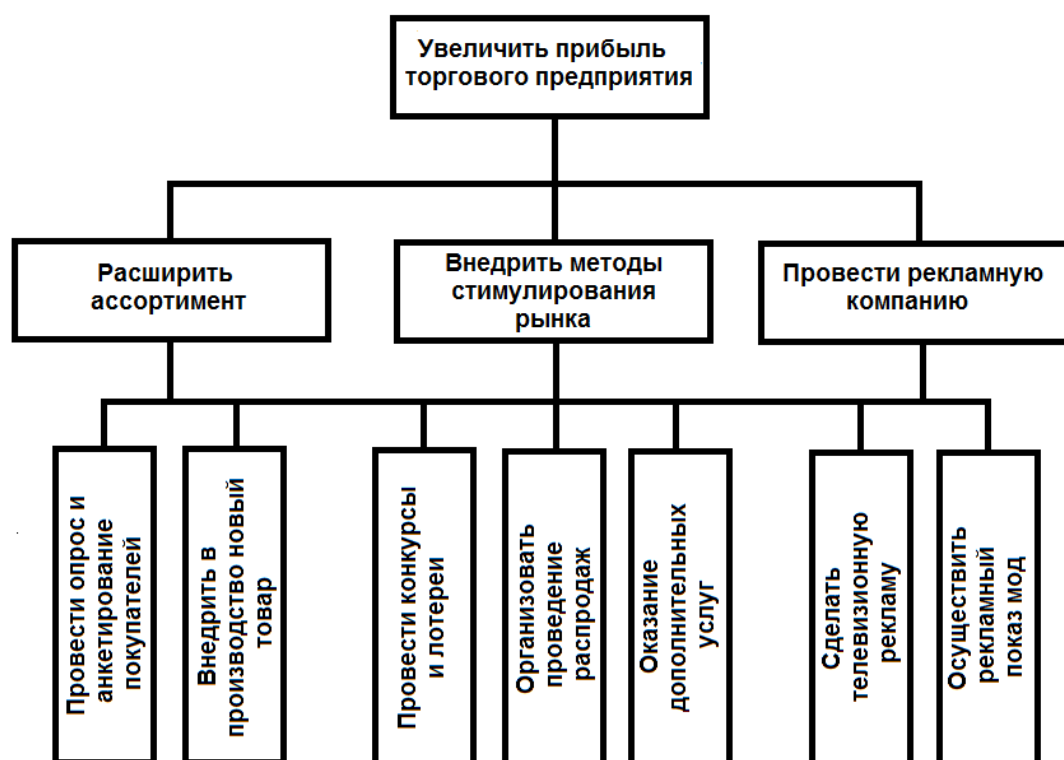 Увеличить прибыль
торгового предприятия
Расширить
ассортимент
Внедрить методы
стимулирования
рынка
Провести рекламную
компанию
Провести опрос и
анкетирование
покупателей
Внедрить в
производство новый
товар
Провести конкурсы
и лотереи
Организовать
проведение
распродаж
Оказание
дополнительных
услуг
Сделать
телевизионную
рекламу
Осуществить
рекламный
показ мод